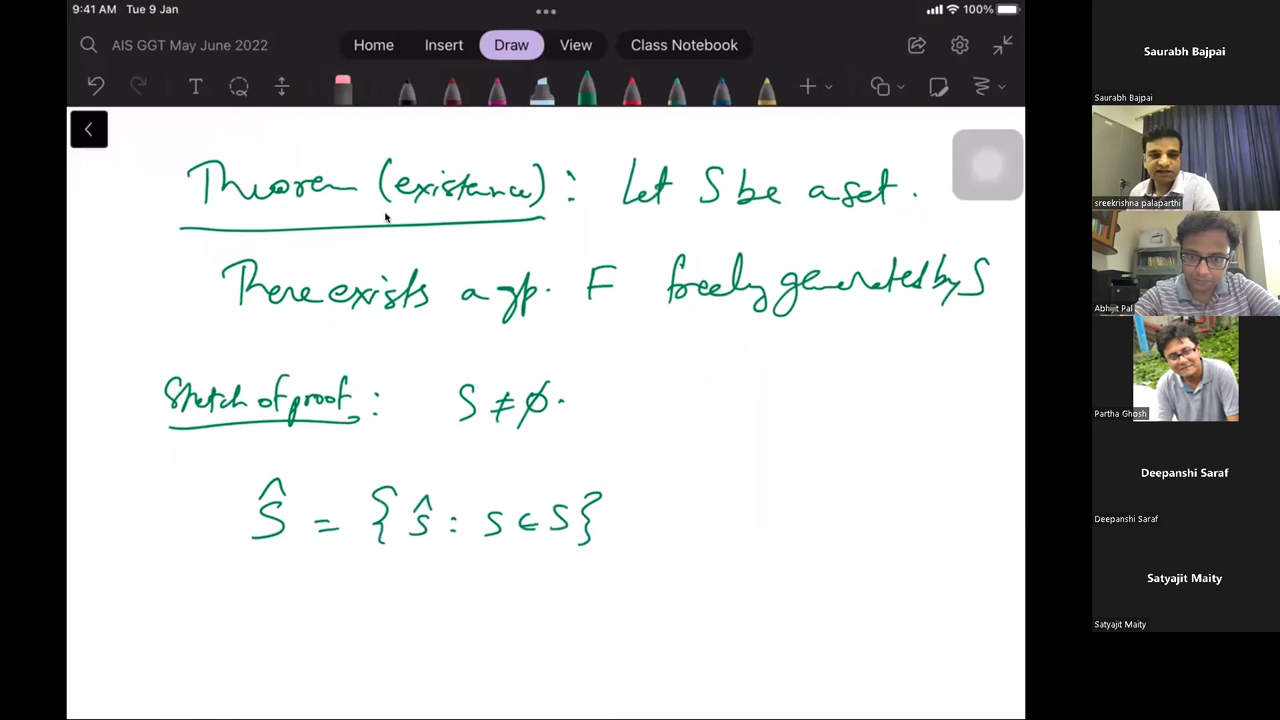 9:41 AM Tue 9 Jan
100%
AIS GGT May June 2022
Home Insert Draw View Class Notebook
T
Theorem (existance) : Let S be a set .
There exists a gp. F freely generated by S
Sketch of proof : S ≠ ∅.
Ŝ = { ŝ : s ∈ S }
Saurabh Bajpai
Saurabh Bajpai
sreekrishna palaparthi
Abhijit Pal
Partha Ghosh
Deepanshi Saraf
Deepanshi Saraf
Satyajit Maity
Satyajit Maity